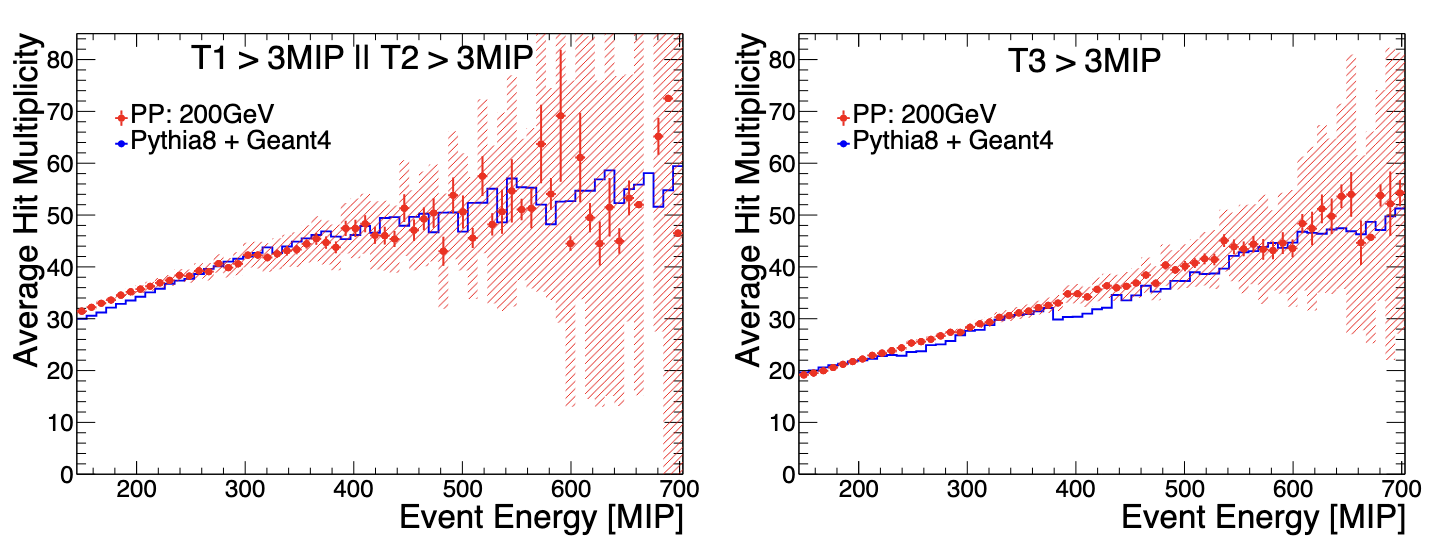 T1 > 3MIP || T2 > 3MIP
PP: 200GeV
Pythia8 + Geant4
Average Hit Multiplicity
80
70
60
50
40
30
20
10
0
200 300 400 500 600 700
Event Energy [MIP]
T3 > 3MIP
PP: 200GeV
Pythia8 + Geant4
Average Hit Multiplicity
80
70
60
50
40
30
20
10
0
200 300 400 500 600 700
Event Energy [MIP]